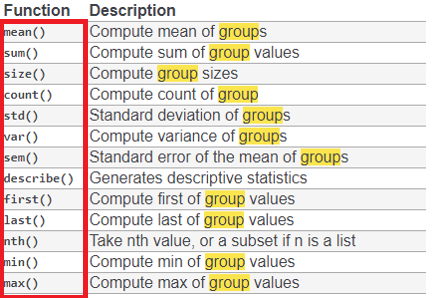 Function Description
mean() Compute mean of groups
sum() Compute sum of group values
size() Compute group sizes
count() Compute count of group
std() Standard deviation of groups
var() Compute variance of groups
sem() Standard error of the mean of groups
describe() Generates descriptive statistics
first() Compute first of group values
last() Compute last of group values
nth() Take nth value, or a subset if n is a list
min() Compute min of group values
max() Compute max of group values